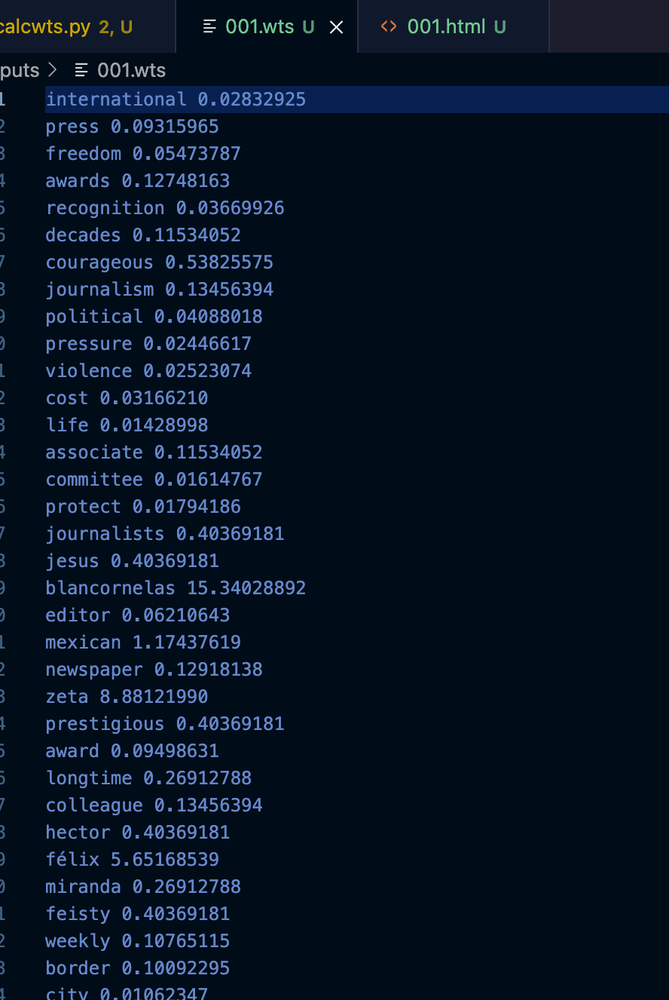 calcwts.py 2, U 001.wts U 001.html U
puts > 001.wts
international 0.02832925
press 0.09315965
freedom 0.05473787
awards 0.12748163
recognition 0.03669926
decades 0.11534052
courageous 0.53825575
journalism 0.13456394
political 0.04088018
pressure 0.02446617
violence 0.02523074
cost 0.03166210
life 0.01428998
associate 0.11534052
committee 0.01614767
protect 0.01794186
journalists 0.40369181
jesus 0.40369181
blancornelas 15.34028892
editor 0.06210643
mexican 1.17437619
newspaper 0.12918138
zeta 8.88121990
prestigious 0.40369181
award 0.09498631
longtime 0.26912788
colleague 0.13456394
hector 0.40369181
félix 5.65168539
miranda 0.26912788
feisty 0.40369181
weekly 0.10765115
border 0.10092295
city 0.01062347